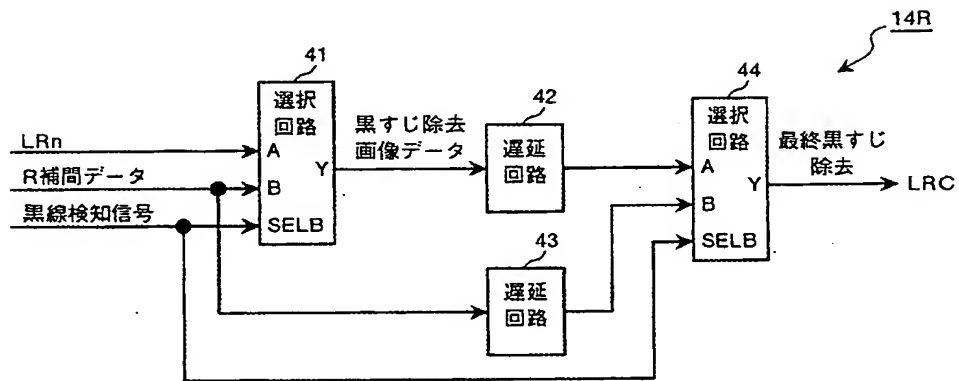 14R
41
選択
回路
A
B
SELB
Y
LRn
R補間データ
黒線検知信号
黒すじ除去
画像データ
42
遅延
回路
43
遅延
回路
44
選択
回路
A
B
SELB
Y
最終黒すじ
除去
LRC